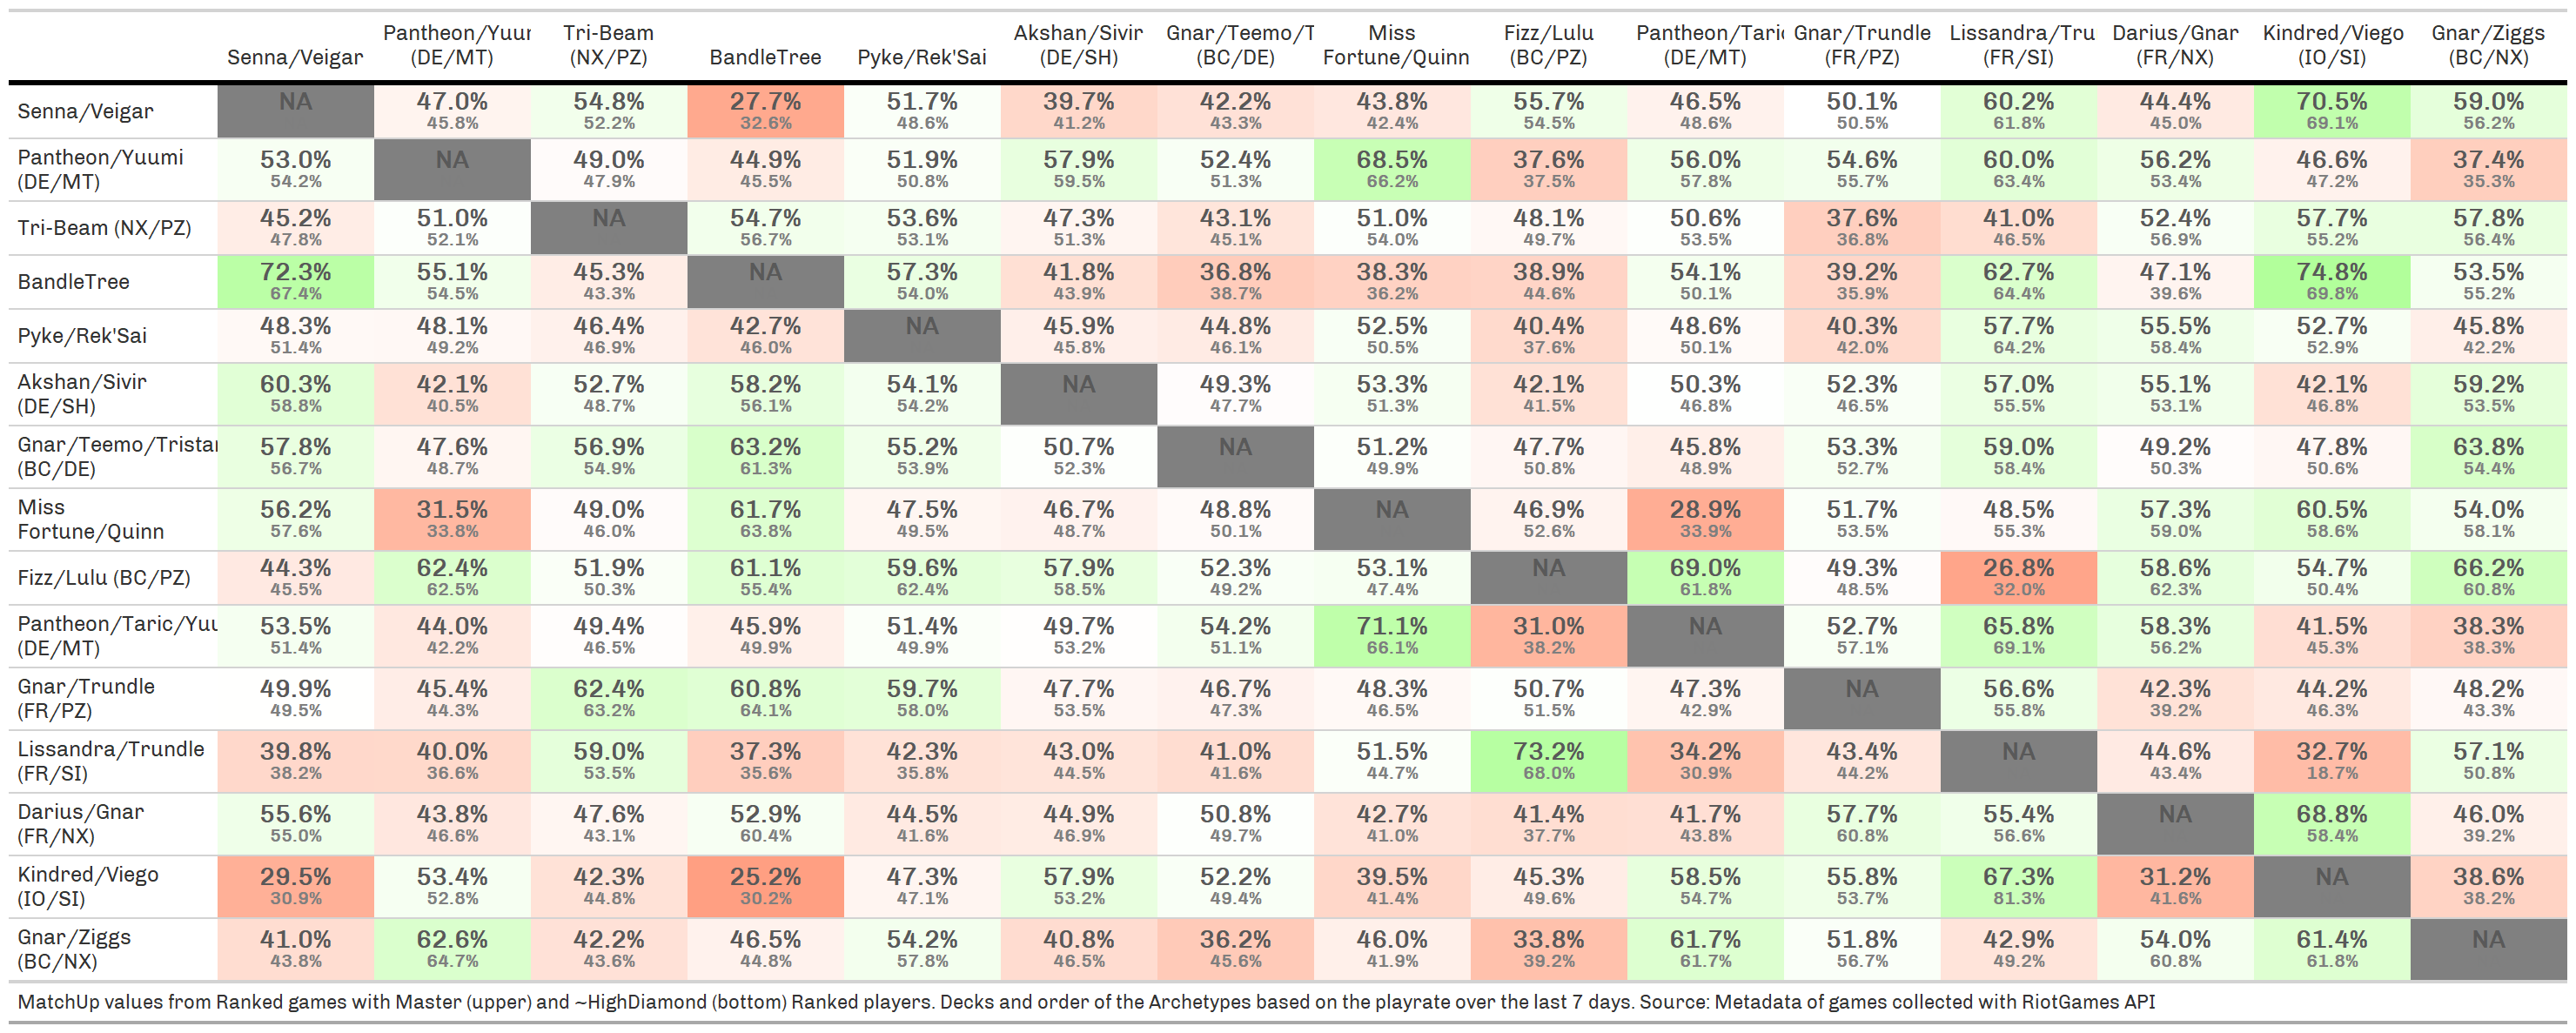 Pantheon/Yuur Tri-Beam Akshan/Sivir Gnar/Teemo/T Miss Fizz/Lulu Pantheon/Taric Gnar/Trundle Lissandra/Tru Darius/Gnar Kindred/Viego Gnar/Ziggs
Senna/Veigar (DE/MT) (NX/PZ) BandleTree Pyke/Rek'Sai (DE/SH) (BC/DE) Fortune/Quinn (BC/PZ) (DE/MT) (FR/PZ) (FR/SI) (FR/NX) (IO/SI) (BC/NX)
Senna/Veigar NA 47.0% 54.8% 27.7% 51.7% 39.7% 42.2% 43.8% 55.7% 46.5% 50.1% 60.2% 44.4% 70.5% 59.0%
45.8% 52.2% 32.6% 48.6% 41.2% 43.3% 42.4% 54.5% 48.6% 50.5% 61.8% 45.0% 69.1% 56.2%
Pantheon/Yuumi 53.0% NA 49.0% 44.9% 51.9% 57.9% 52.4% 68.5% 37.6% 56.0% 54.6% 60.0% 56.2% 46.6% 37.4%
(DE/MT) 54.2% 47.9% 45.5% 50.8% 59.5% 51.3% 66.2% 37.5% 57.8% 55.7% 63.4% 53.4% 47.2% 35.3%
Tri-Beam (NX/PZ) 45.2% 51.0% NA 54.7% 53.6% 47.3% 43.1% 51.0% 48.1% 50.6% 37.6% 41.0% 52.4% 57.7% 57.8%
47.8% 52.1% 56.7% 53.1% 51.3% 45.1% 54.0% 49.7% 53.5% 36.8% 46.5% 56.9% 55.2% 56.4%
BandleTree 72.3% 55.1% 45.3% NA 57.3% 41.8% 36.8% 38.3% 38.9% 54.1% 39.2% 62.7% 47.1% 74.8% 53.5%
67.4% 54.5% 43.3% 54.0% 43.9% 38.7% 36.2% 44.6% 50.1% 35.9% 64.4% 39.6% 69.8% 55.2%
Pyke/Rek'Sai 48.3% 48.1% 46.4% 42.7% NA 45.9% 44.8% 52.5% 40.4% 48.6% 40.3% 57.7% 55.5% 52.7% 45.8%
51.4% 49.2% 46.9% 46.0% 45.8% 46.1% 50.5% 37.6% 50.1% 42.0% 64.2% 58.4% 52.9% 42.2%
Akshan/Sivir 60.3% 42.1% 52.7% 58.2% 54.1% NA 49.3% 53.3% 42.1% 50.3% 52.3% 57.0% 55.1% 42.1% 59.2%
(DE/SH) 58.8% 40.5% 48.7% 56.1% 54.2% 47.7% 51.3% 41.5% 46.8% 46.5% 55.5% 53.1% 46.8% 53.5%
Gnar/Teemo/Tristar 57.8% 47.6% 56.9% 63.2% 55.2% 50.7% NA 51.2% 47.7% 45.8% 53.3% 59.0% 49.2% 47.8% 63.8%
(BC/DE) 56.7% 48.7% 54.9% 61.3% 53.9% 52.3% 49.9% 50.8% 48.9% 52.7% 58.4% 50.3% 50.6% 54.4%
Miss 56.2% 31.5% 49.0% 61.7% 47.5% 46.7% 48.8% NA 46.9% 28.9% 51.7% 48.5% 57.3% 60.5% 54.0%
Fortune/Quinn 57.6% 33.8% 46.0% 63.8% 49.5% 48.7% 50.1% 52.6% 33.9% 53.5% 55.3% 59.0% 58.6% 58.1%
Fizz/Lulu (BC/PZ) 44.3% 62.4% 51.9% 61.1% 59.6% 57.9% 52.3% 53.1% NA 69.0% 49.3% 26.8% 58.6% 54.7% 66.2%
45.5% 62.5% 50.3% 55.4% 62.4% 58.5% 49.2% 47.4% 61.8% 48.5% 32.0% 62.3% 50.4% 60.8%
Pantheon/Taric/Yuu 53.5% 44.0% 49.4% 45.9% 51.4% 49.7% 54.2% 71.1% 31.0% NA 52.7% 65.8% 58.3% 41.5% 38.3%
(DE/MT) 51.4% 42.2% 46.5% 49.9% 49.9% 53.2% 51.1% 66.1% 38.2% 57.1% 69.1% 56.2% 45.3% 38.3%
Gnar/Trundle 49.9% 45.4% 62.4% 60.8% 59.7% 47.7% 46.7% 48.3% 50.7% 47.3% NA 56.6% 42.3% 44.2% 48.2%
(FR/PZ) 49.5% 44.3% 63.2% 64.1% 58.0% 53.5% 47.3% 46.5% 51.5% 42.9% 55.8% 39.2% 46.3% 43.3%
Lissandra/Trundle 39.8% 40.0% 59.0% 37.3% 42.3% 43.0% 41.0% 51.5% 73.2% 34.2% 43.4% NA 44.6% 32.7% 57.1%
(FR/SI) 38.2% 36.6% 53.5% 35.6% 35.8% 44.5% 41.6% 44.7% 68.0% 30.9% 44.2% 43.4% 18.7% 50.8%
Darius/Gnar 55.6% 43.8% 47.6% 52.9% 44.5% 44.9% 50.8% 42.7% 41.4% 41.7% 57.7% 55.4% NA 68.8% 46.0%
(FR/NX) 55.0% 46.6% 43.1% 60.4% 41.6% 46.9% 49.7% 41.0% 37.7% 43.8% 60.8% 56.6% 58.4% 39.2%
Kindred/Viego 29.5% 53.4% 42.3% 25.2% 47.3% 57.9% 52.2% 39.5% 45.3% 58.5% 55.8% 67.3% 31.2% NA 38.6%
(IO/SI) 30.9% 52.8% 44.8% 30.2% 47.1% 53.2% 49.4% 41.4% 49.6% 54.7% 53.7% 81.3% 41.6% 38.2%
Gnar/Ziggs 41.0% 62.6% 42.2% 46.5% 54.2% 40.8% 36.2% 46.0% 33.8% 61.7% 51.8% 42.9% 54.0% 61.4% NA
(BC/NX) 43.8% 64.7% 43.6% 44.8% 57.8% 46.5% 45.6% 41.9% 39.2% 61.7% 56.7% 49.2% 60.8% 61.8%
MatchUp values from Ranked games with Master (upper) and ~HighDiamond (bottom) Ranked players. Decks and order of the Archetypes based on the playrate over the last 7 days. Source: Metadata of games collected with RiotGames API